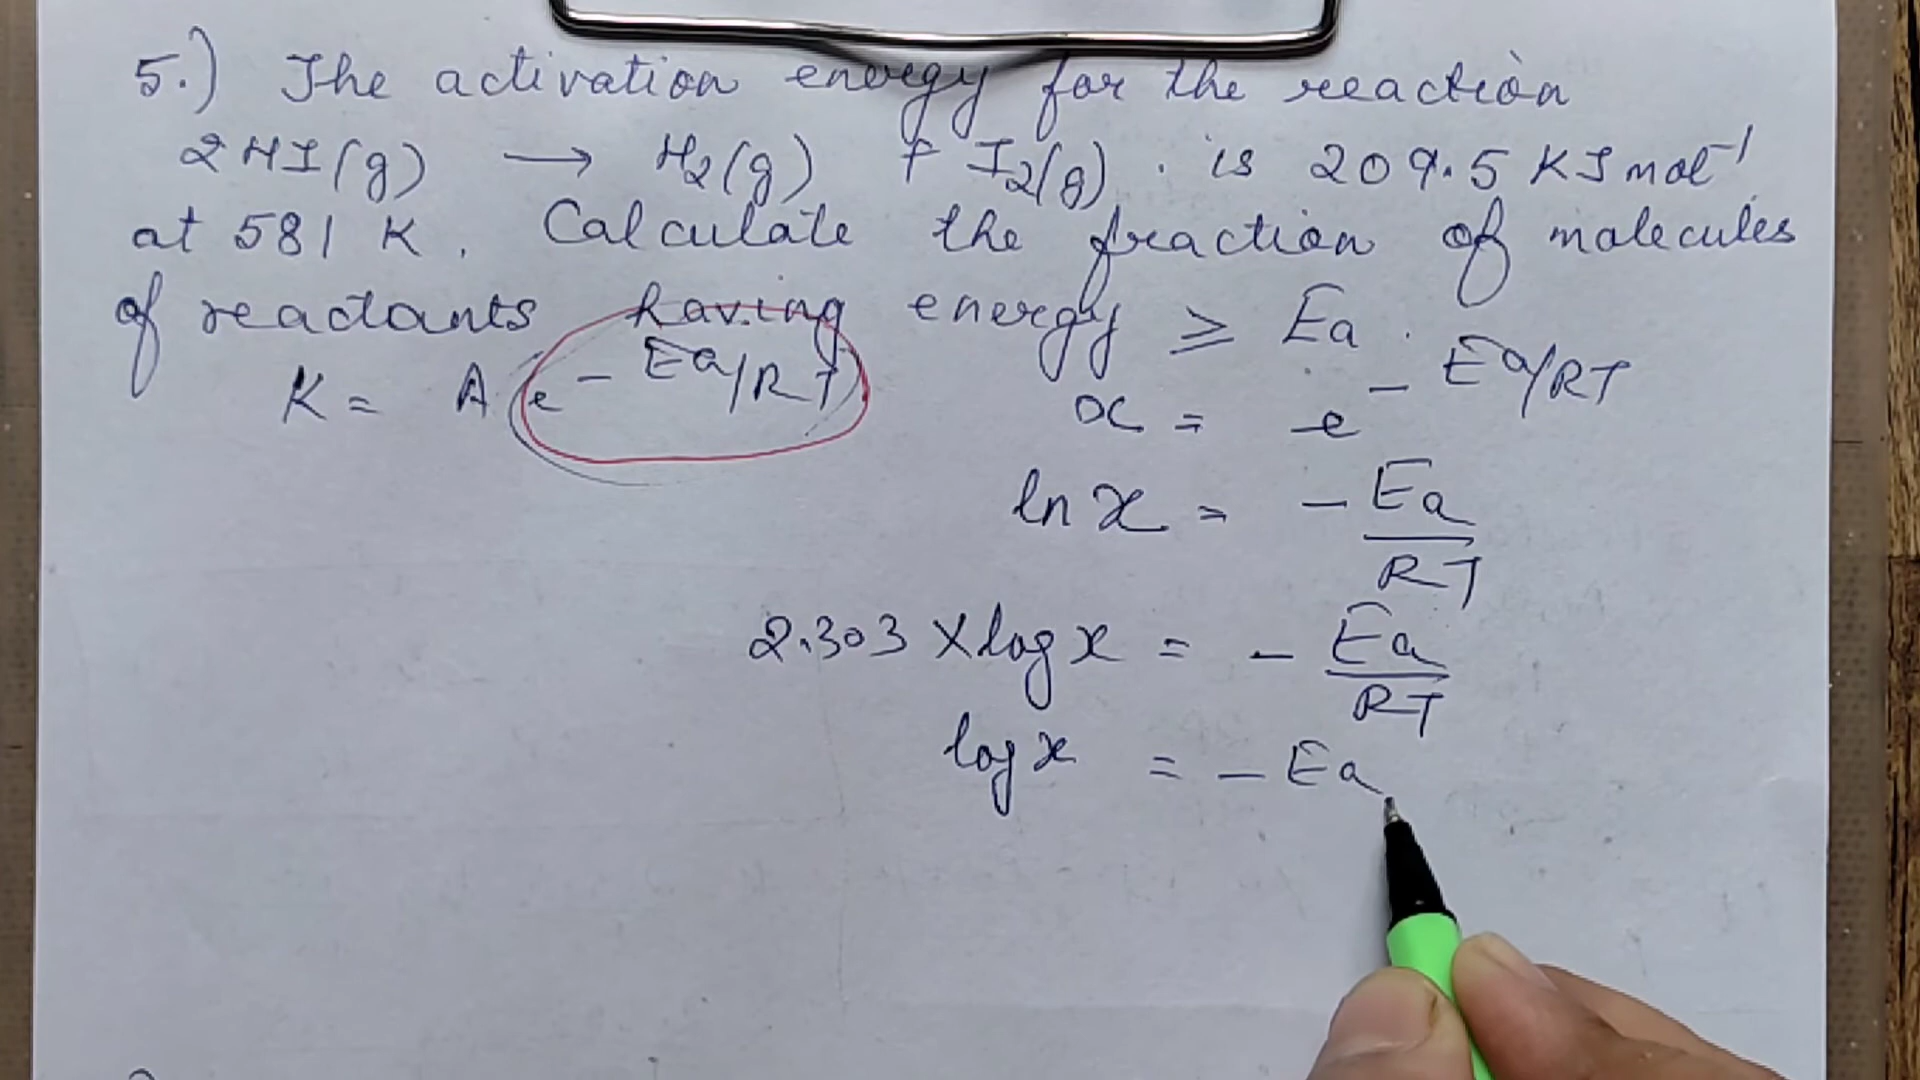 5.) The activation energy for the reaction
2HI(g) → H2(g) + I2(g). is 209.5 KJ mol-1
at 581 K. Calculate the fraction of molecules
of reactants having energy ≥ Ea.
K = A e - Ea/RT
x = e - Ea/RT
ln x = - Ea/RT
2.303 X log x = - Ea/RT
log x = - Ea